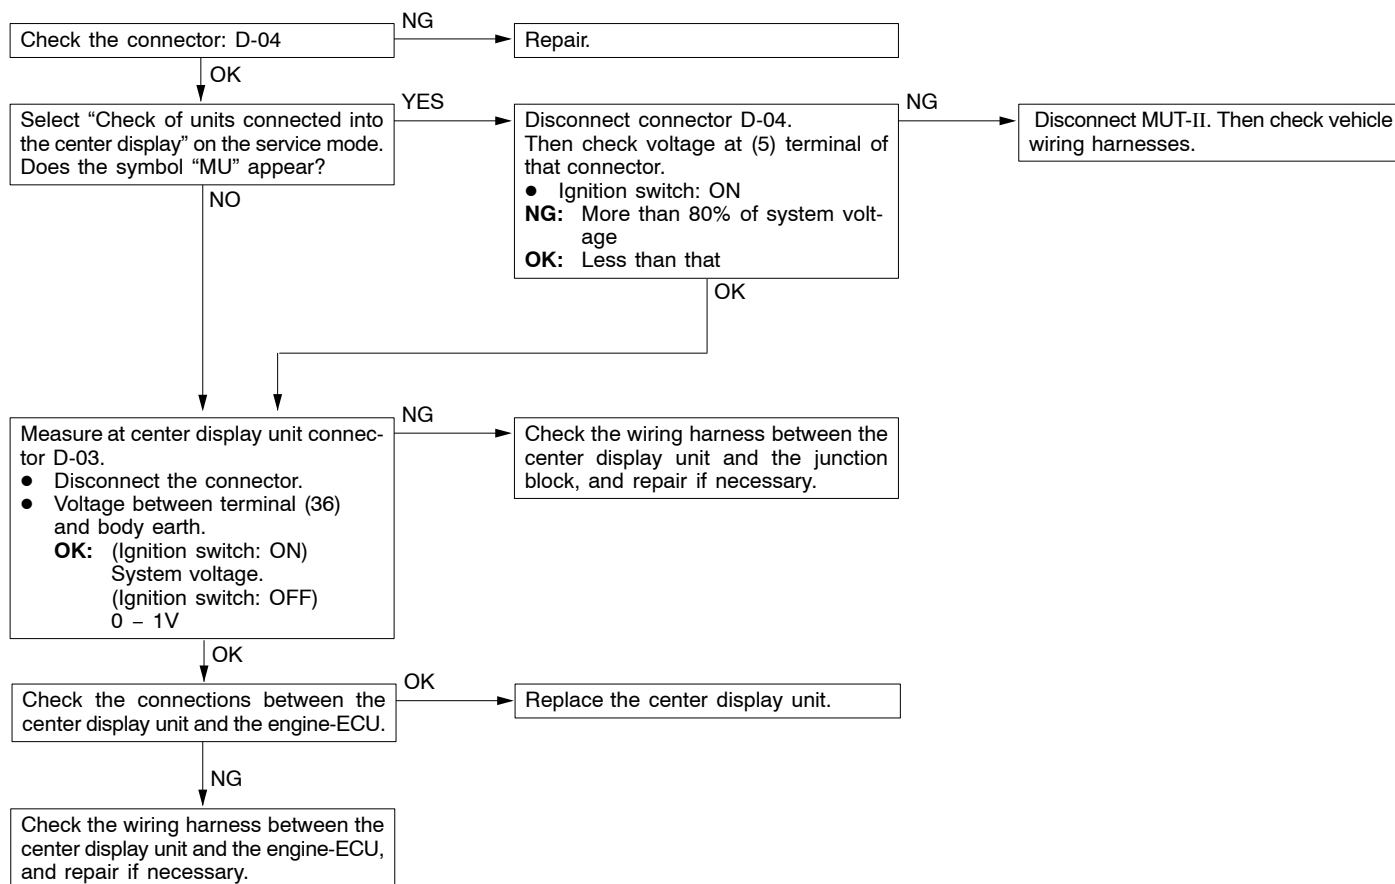 Check the connector: D-04
NG
Repair.
OK
Select “Check of units connected into
the center display” on the service mode.
Does the symbol “MU” appear?
YES
Disconnect connector D-04.
Then check voltage at (5) terminal of
that connector.
● Ignition switch: ON
NG: More than 80% of system volt-
age
OK: Less than that
NG
Disconnect MUT-II. Then check vehicle
wiring harnesses.
NO
OK
Measure at center display unit connec-
tor D-03.
● Disconnect the connector.
● Voltage between terminal (36)
and body earth.
OK: (Ignition switch: ON)
System voltage.
(Ignition switch: OFF)
0 – 1V
NG
Check the wiring harness between the
center display unit and the junction
block, and repair if necessary.
OK
Check the connections between the
center display unit and the engine-ECU.
OK
Replace the center display unit.
NG
Check the wiring harness between the
center display unit and the engine-ECU,
and repair if necessary.